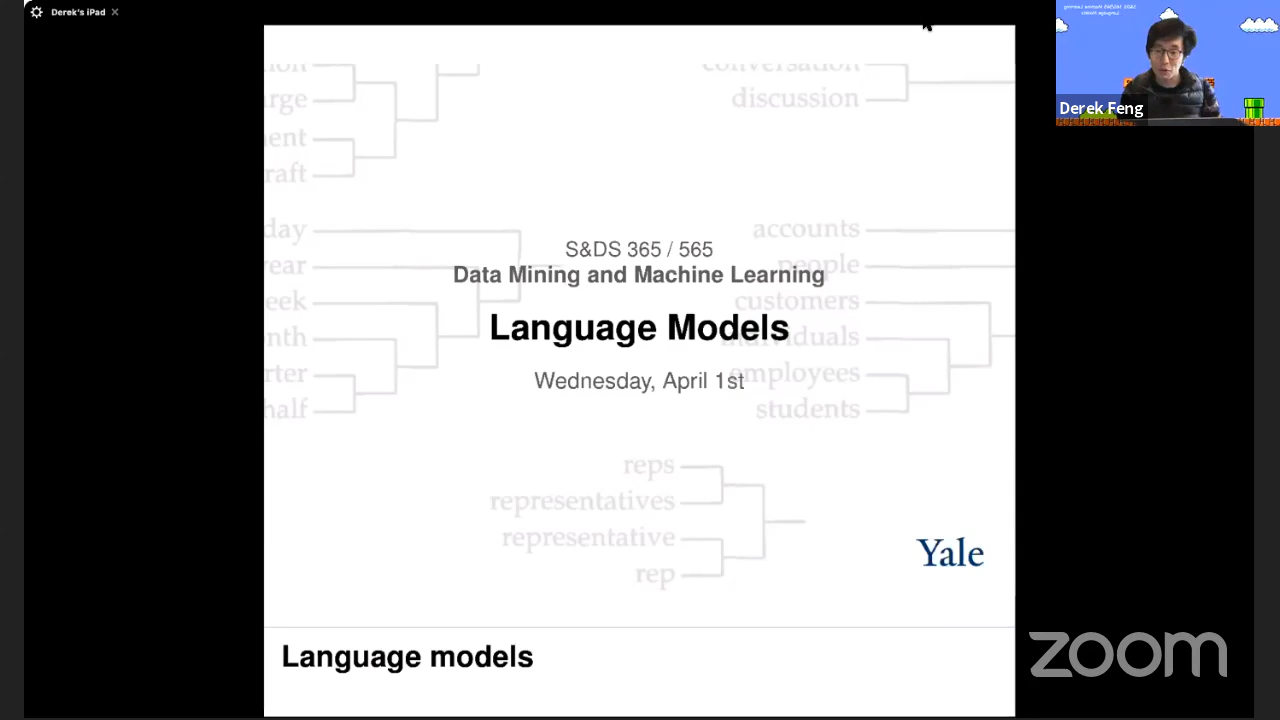 Derek's iPad
Derek Feng
discussion
accounts
people
customers
employees
students
S&DS 365 / 565
Data Mining and Machine Learning
Language Models
Wednesday, April 1st
reps
representatives
representative
rep
Yale
Language models
zoom